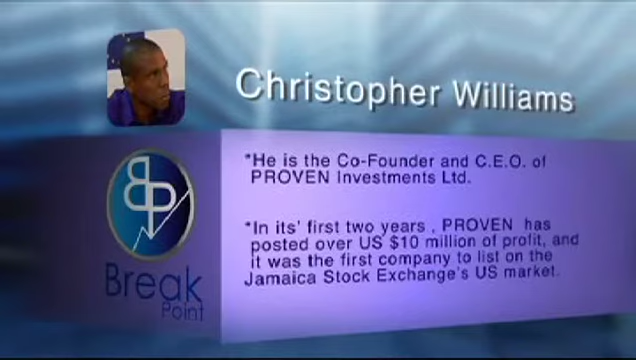 Christopher Williams
*He is the Co-Founder and C.E.O. of
PROVEN Investments Ltd.
*In its' first two years , PROVEN has
posted over US $10 million of profit, and
it was the first company to list on the
Jamaica Stock Exchange's US market.
BP
Break
Point